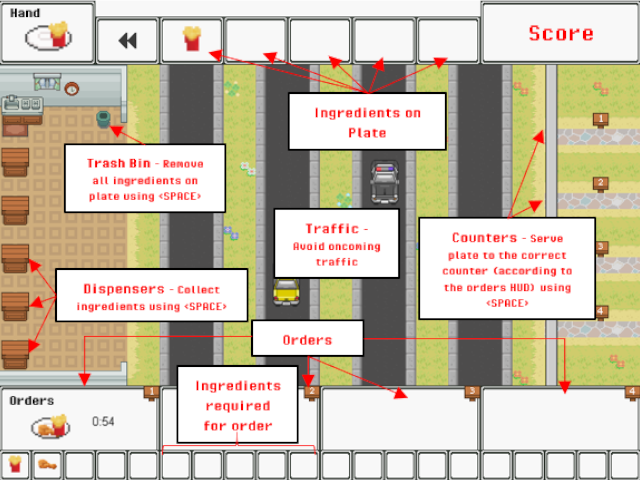 Hand
Score
Ingredients on
Plate
1
Trash Bin - Remove
all ingredients on
plate using <SPACE>
2
Traffic -
Avoid oncoming
traffic
Counters - Serve
plate to the correct
counter (according to
the orders HUD) using
<SPACE>
3
4
Dispensers - Collect
ingredients using <SPACE>
Orders
Orders
0:54
1
Ingredients
required
for order
2
3
4